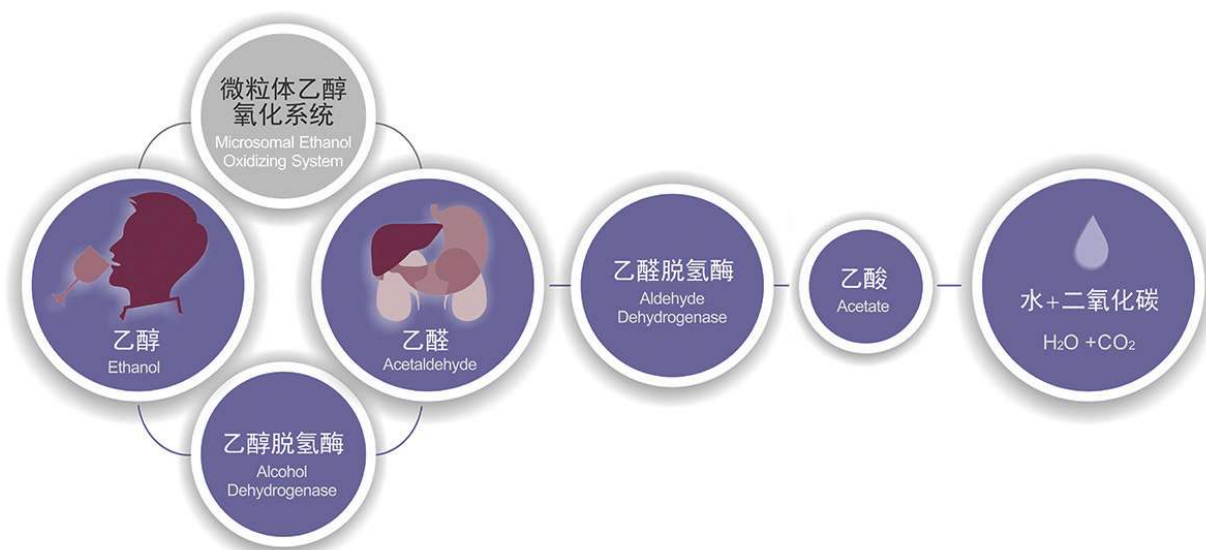 微粒体乙醇
氧化系统
Microsomal Ethanol
Oxidizing System
乙醇
Ethanol
乙醛
Acetaldehyde
乙醇脱氢酶
Alcohol
Dehydrogenase
乙醛脱氢酶
Aldehyde
Dehydrogenase
乙酸
Acetate
水+二氧化碳
H₂O +CO₂